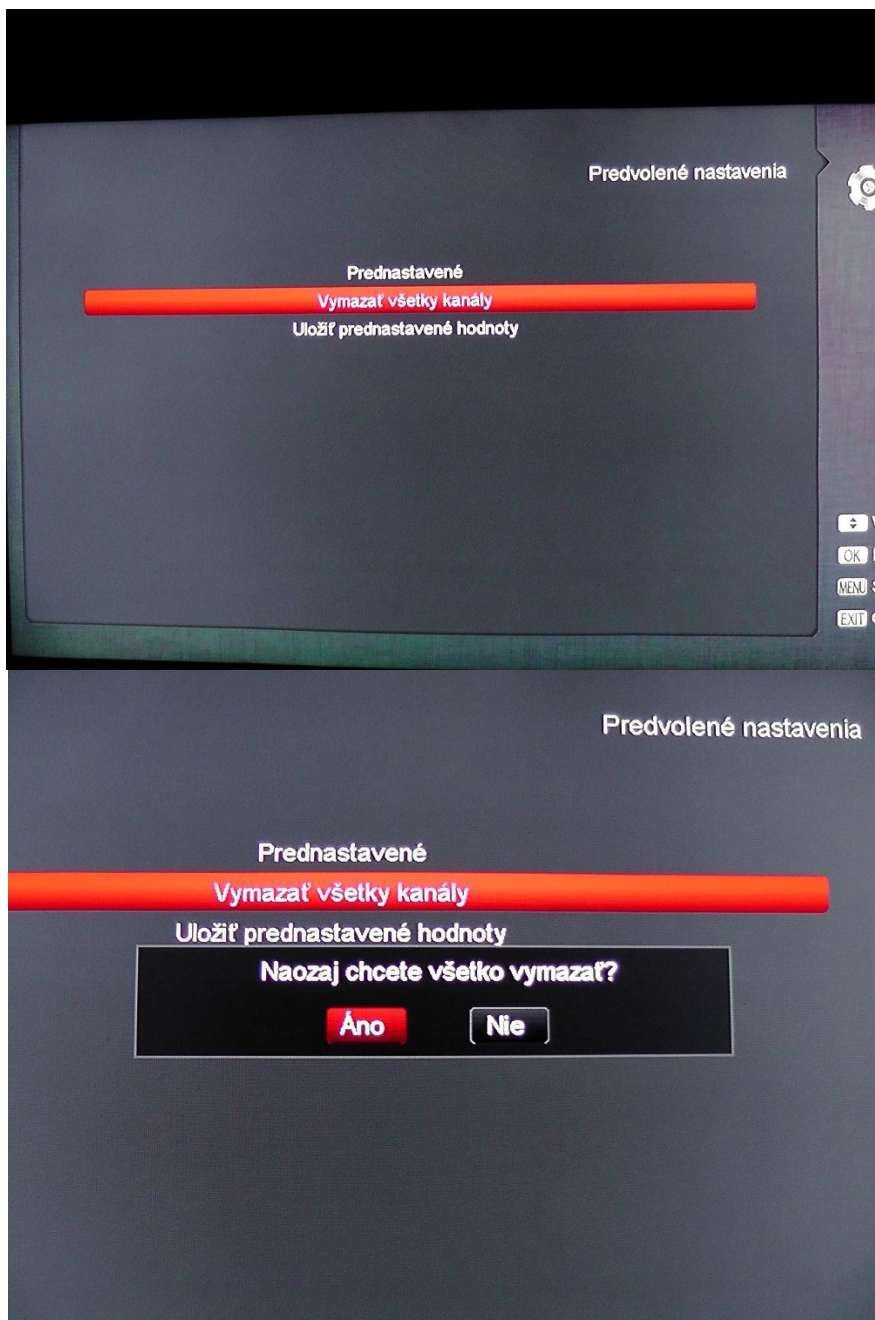 Predvolené nastavenia
Prednastavené
Vymazať všetky kanály
Uložiť prednastavené hodnoty
OK
MENU
EXIT
Predvolené nastavenia
Prednastavené
Vymazať všetky kanály
Uložiť prednastavené hodnoty
Naozaj chcete všetko vymazať?
Áno Nie